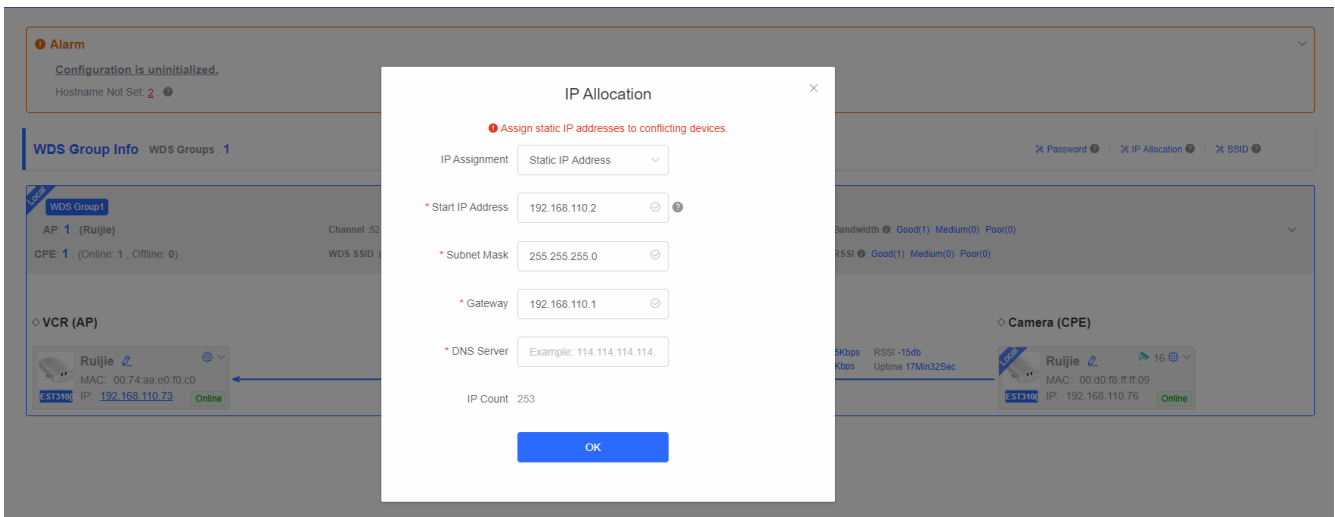 Alarm
Configuration is uninitialized.
Hostname Not Set: 2 .
WDS Group Info WDS Groups : 1
Password IP Allocation SSID
Local
WDS Group1
AP: 1 . (Ruijie)
Channel :52
Bandwidth : Good(1) Medium(0) Poor(0)
CPE: 1 . (Online: 1 , Offline: 0)
WDS SSID :
RSSI Good(1) Medium(0) Poor(0)
VCR (AP)
Ruijie
MAC: 00:74:aa:e0:f0:c0
EST310
IP: 192.168.110.73 Online
IP Allocation
Assign static IP addresses to conflicting devices.
IP Assignment Static IP Address
* Start IP Address 192.168.110.2
* Subnet Mask 255.255.255.0
* Gateway 192.168.110.1
* DNS Server Example: 114.114.114.114.
IP Count 253
OK
Kbps RSSI -15db
Kbps Uptime 17Min32Sec
Camera (CPE)
Local
Ruijie 16
MAC: 00:d0:f8:ff:ff:09
EST310
IP: 192.168.110.76 Online